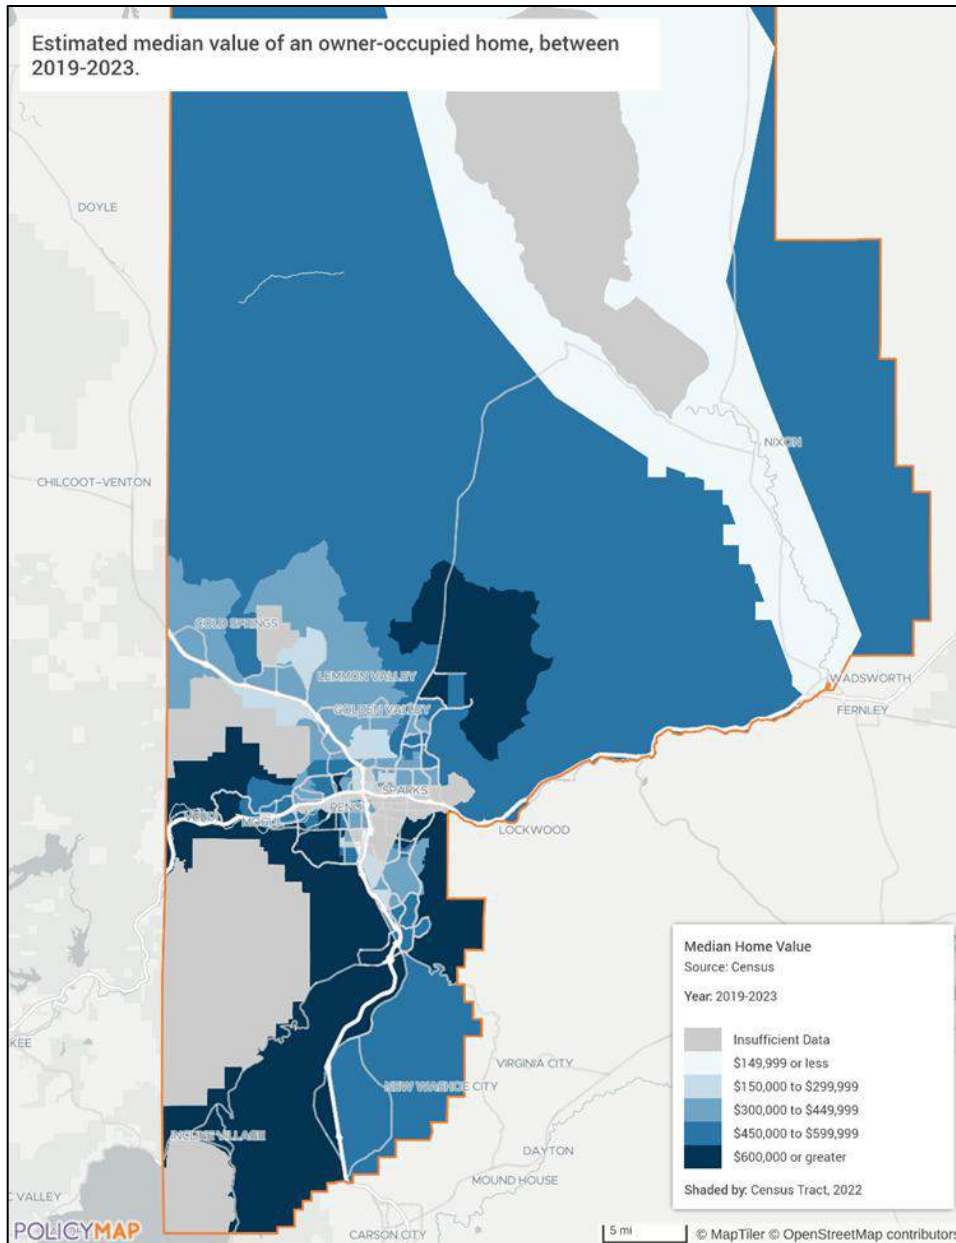 Estimated median value of an owner-occupied home, between
2019-2023.
DOYLE
CHILCOOT–VENTON
NIXON
COLD SPRINGS
LEMMON VALLEY
GOLDEN VALLEY
WADSWORTH
FERNLEY
SPARKS
RENO
VERDI
MOGUL
LOCKWOOD
KEE
VIRGINIA CITY
NEW WASHOE CITY
INCLINE VILLAGE
DAYTON
MOUND HOUSE
C VALLEY
CARSON CITY
Median Home Value
Source: Census
Year: 2019-2023
Insufficient Data
$149,999 or less
$150,000 to $299,999
$300,000 to $449,999
$450,000 to $599,999
$600,000 or greater
Shaded by: Census Tract, 2022
POLICYMAP
5 mi
© MapTiler © OpenStreetMap contributors